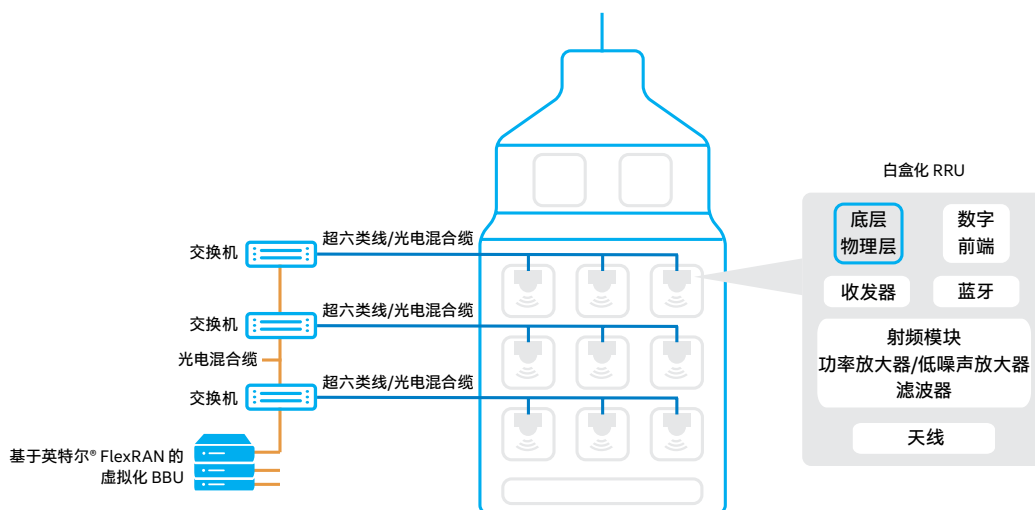 白盒化 RRU
底层
物理层
数字
前端
收发器
蓝牙
射频模块
功率放大器/低噪声放大器
滤波器
天线
交换机
超六类线/光电混合缆
交换机
超六类线/光电混合缆
光电混合缆
交换机
超六类线/光电混合缆
基于英特尔® FlexRAN 的
虚拟化 BBU